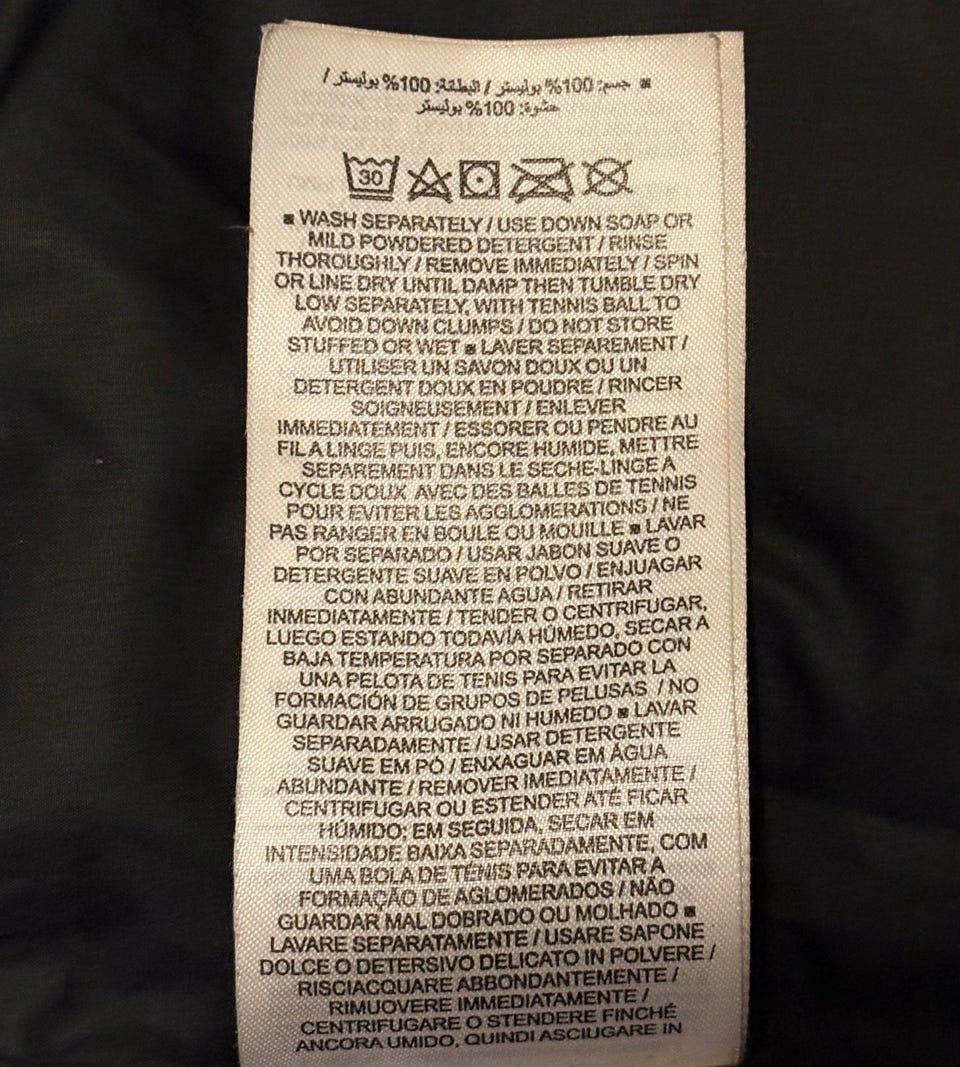 ▪ جسم: 100% بوليستر / البطانة: 100% بوليستر /
حشوة: 100% بوليستر
30
▪ WASH SEPARATELY / USE DOWN SOAP OR
MILD POWDERED DETERGENT / RINSE
THOROUGHLY / REMOVE IMMEDIATELY / SPIN
OR LINE DRY UNTIL DAMP THEN TUMBLE DRY
LOW SEPARATELY, WITH TENNIS BALL TO
AVOID DOWN CLUMPS / DO NOT STORE
STUFFED OR WET ▪ LAVER SEPAREMENT /
UTILISER UN SAVON DOUX OU UN
DETERGENT DOUX EN POUDRE / RINCER
SOIGNEUSEMENT / ENLEVER
IMMEDIATEMENT / ESSORER OU PENDRE AU
FIL A LINGE PUIS, ENCORE HUMIDE, METTRE
SEPAREMENT DANS LE SECHE-LINGE A
CYCLE DOUX AVEC DES BALLES DE TENNIS
POUR EVITER LES AGGLOMERATIONS / NE
PAS RANGER EN BOULE OU MOUILLE ▪ LAVAR
POR SEPARADO / USAR JABON SUAVE O
DETERGENTE SUAVE EN POLVO / ENJUAGAR
CON ABUNDANTE AGUA / RETIRAR
INMEDIATAMENTE / TENDER O CENTRIFUGAR,
LUEGO ESTANDO TODAVÍA HÚMEDO, SECAR A
BAJA TEMPERATURA POR SEPARADO CON
UNA PELOTA DE TENIS PARA EVITAR LA
FORMACIÓN DE GRUPOS DE PELUSAS / NO
GUARDAR ARRUGADO NI HUMEDO ▪ LAVAR
SEPARADAMENTE / USAR DETERGENTE
SUAVE EM PÓ / ENXAGUAR EM ÁGUA
ABUNDANTE / REMOVER IMEDIATAMENTE /
CENTRIFUGAR OU ESTENDER ATÉ FICAR
HÚMIDO; EM SEGUIDA, SECAR EM
INTENSIDADE BAIXA SEPARADAMENTE, COM
UMA BOLA DE TÉNIS PARA EVITAR A
FORMAÇÃO DE AGLOMERADOS / NÃO
GUARDAR MAL DOBRADO OU MOLHADO ▪
LAVARE SEPARATAMENTE / USARE SAPONE
DOLCE O DETERSIVO DELICATO IN POLVERE /
RISCIACQUARE ABBONDANTEMENTE /
RIMUOVERE IMMEDIATAMENTE /
CENTRIFUGARE O STENDERE FINCHÉ
ANCORA UMIDO, QUINDI ASCIUGARE IN